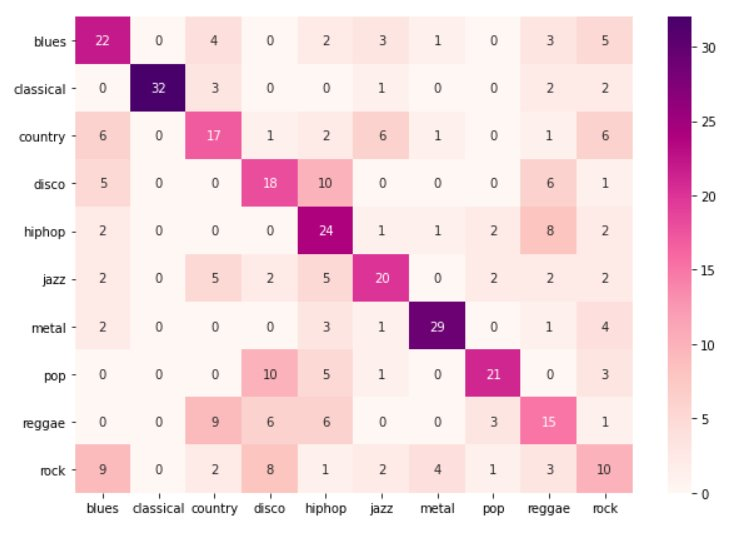 blues 22 0 4 0 2 3 1 0 3 5
classical 0 32 3 0 0 1 0 0 2 2
country 6 0 17 1 2 6 1 0 1 6
disco 5 0 0 18 10 0 0 0 6 1
hiphop 2 0 0 0 24 1 1 2 8 2
jazz 2 0 5 2 5 20 0 2 2 2
metal 2 0 0 0 3 1 29 0 1 4
pop 0 0 0 10 5 1 0 21 0 3
reggae 0 0 9 6 6 0 0 3 15 1
rock 9 0 2 8 1 2 4 1 3 10
blues classical country disco hiphop jazz metal pop reggae rock
30
25
20
15
10
5
0